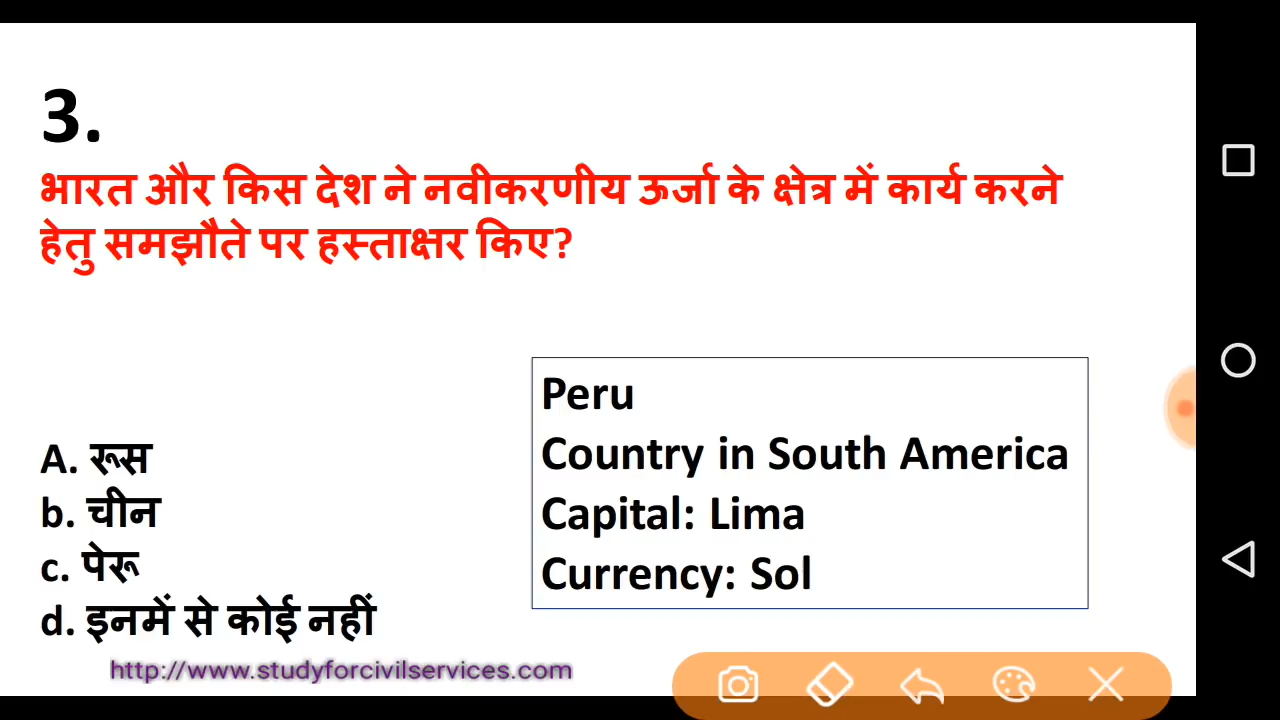 3.
भारत और किस देश ने नवीकरणीय ऊर्जा के क्षेत्र में कार्य करने
हेतु समझौते पर हस्ताक्षर किए?
Peru
Country in South America
Capital: Lima
Currency: Sol
A. रूस
b. चीन
c. पेरू
d. इनमें से कोई नहीं
http://www.studyforcivilservices.com